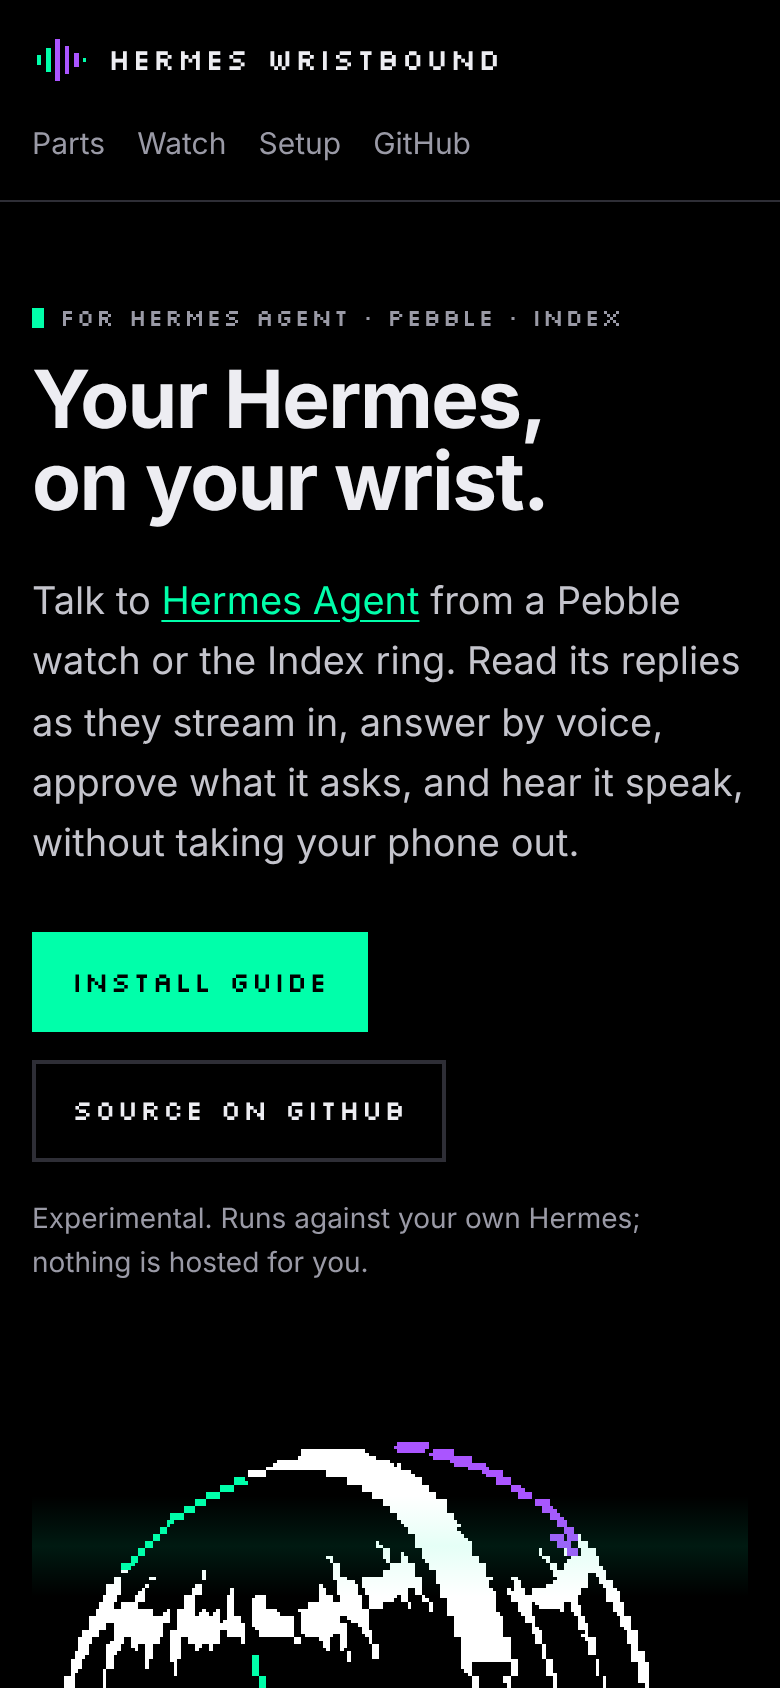 HERMES WRISTBOUND
Parts Watch Setup GitHub
FOR HERMES AGENT · PEBBLE · INDEX
Your Hermes,
on your wrist.
Talk to Hermes Agent from a Pebble
watch or the Index ring. Read its replies
as they stream in, answer by voice,
approve what it asks, and hear it speak,
without taking your phone out.
INSTALL GUIDE
SOURCE ON GITHUB
Experimental. Runs against your own Hermes;
nothing is hosted for you.